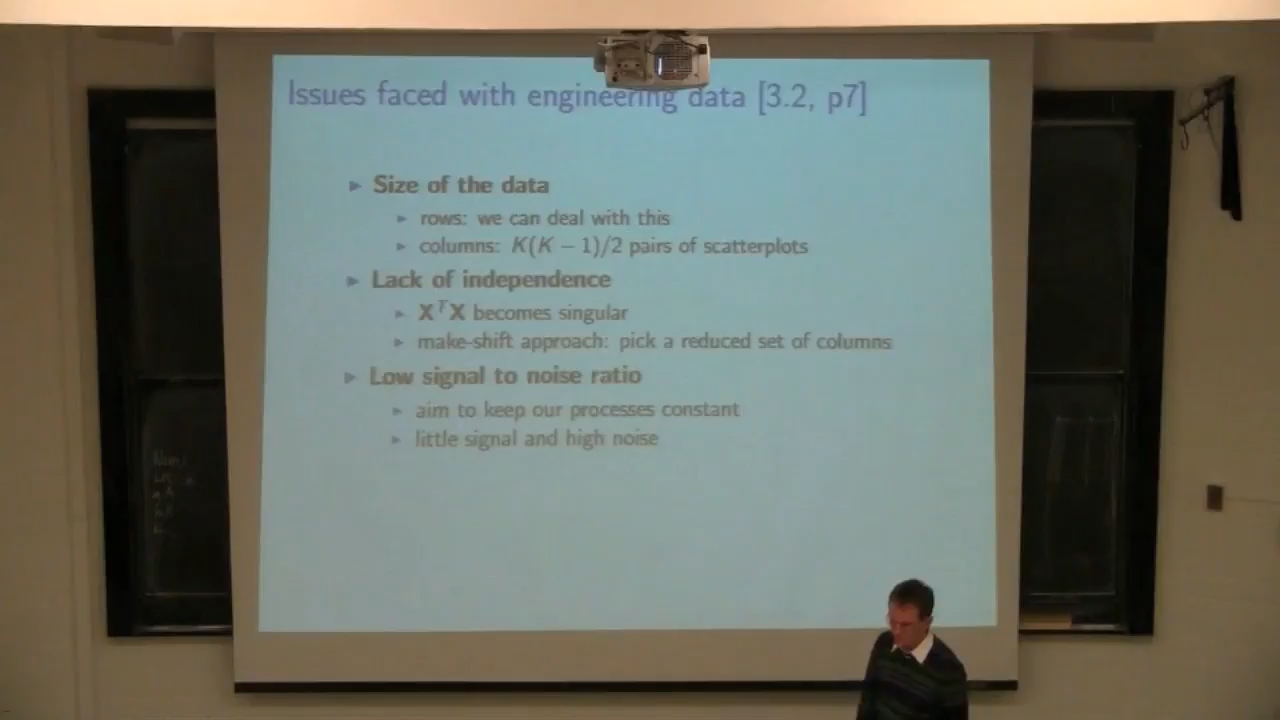 Issues faced with engineering data [3.2, p7]
▶ Size of the data
▶ rows: we can deal with this
▶ columns: K(K − 1)/2 pairs of scatterplots
▶ Lack of independence
▶ XᵀX becomes singular
▶ make-shift approach: pick a reduced set of columns
▶ Low signal to noise ratio
▶ aim to keep our processes constant
▶ little signal and high noise